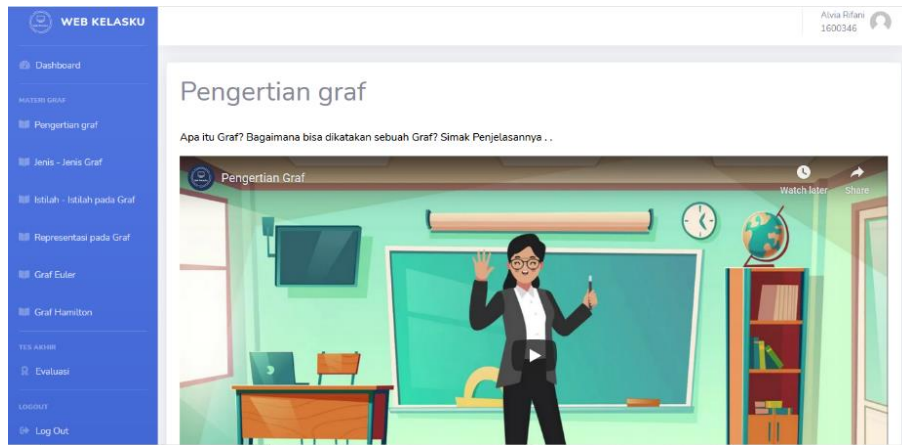 WEB KELASKU
Alvia Rifani
1600346
Dashboard
MATERI GRAF
Pengertian graf
Jenis - Jenis Graf
Istilah - Istilah pada Graf
Representasi pada Graf
Graf Euler
Graf Hamilton
TES AKHIR
Evaluasi
LOGOUT
Log Out
Pengertian graf
Apa itu Graf? Bagaimana bisa dikatakan sebuah Graf? Simak Penjelasannya . .
Pengertian Graf
Watch later
Share